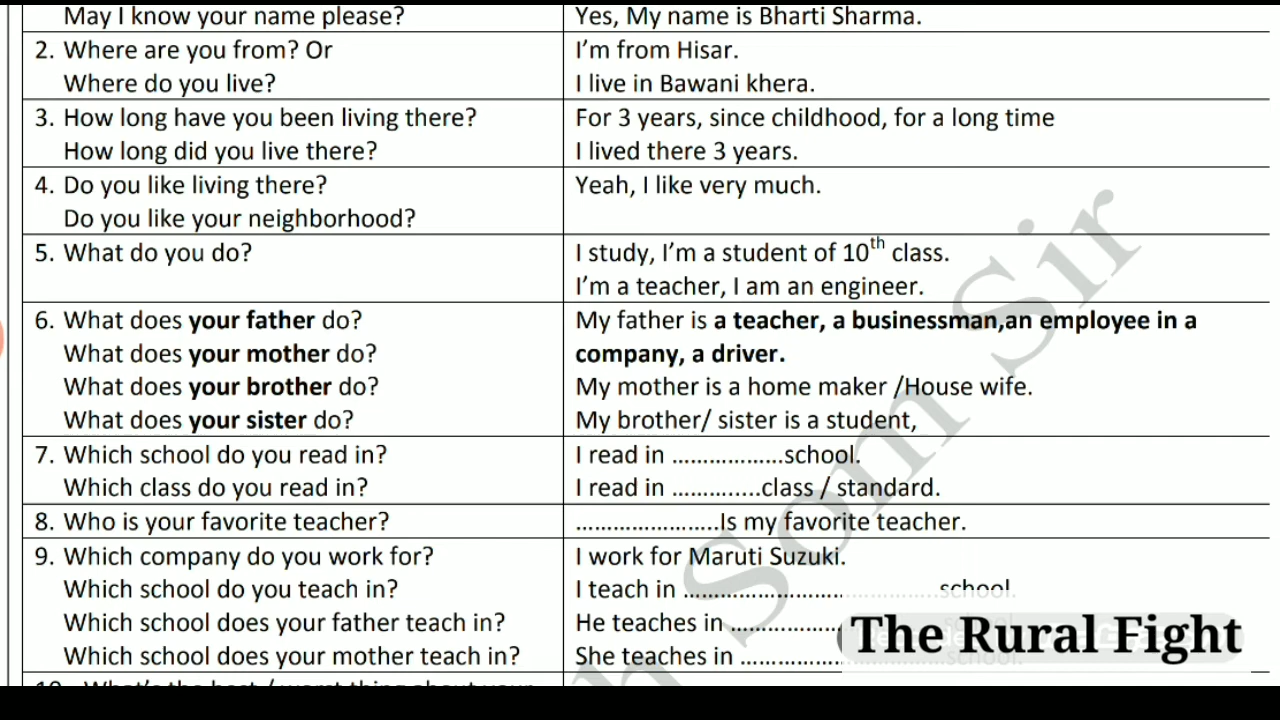 May I know your name please?
Yes, My name is Bharti Sharma.
2. Where are you from? Or
Where do you live?
I'm from Hisar.
I live in Bawani khera.
3. How long have you been living there?
How long did you live there?
For 3 years, since childhood, for a long time
I lived there 3 years.
4. Do you like living there?
Do you like your neighborhood?
Yeah, I like very much.
5. What do you do?
I study, I'm a student of 10th class.
I'm a teacher, I am an engineer.
6. What does your father do?
What does your mother do?
What does your brother do?
What does your sister do?
My father is a teacher, a businessman,an employee in a
company, a driver.
My mother is a home maker /House wife.
My brother/ sister is a student,
7. Which school do you read in?
Which class do you read in?
I read in ..................school.
I read in ..............class / standard.
8. Who is your favorite teacher?
.......................Is my favorite teacher.
9. Which company do you work for?
Which school do you teach in?
Which school does your father teach in?
Which school does your mother teach in?
I work for Maruti Suzuki.
I teach in ..........................................school.
He teaches in ..................................school.
She teaches in .................................school.
Som Sir
The Rural Fight